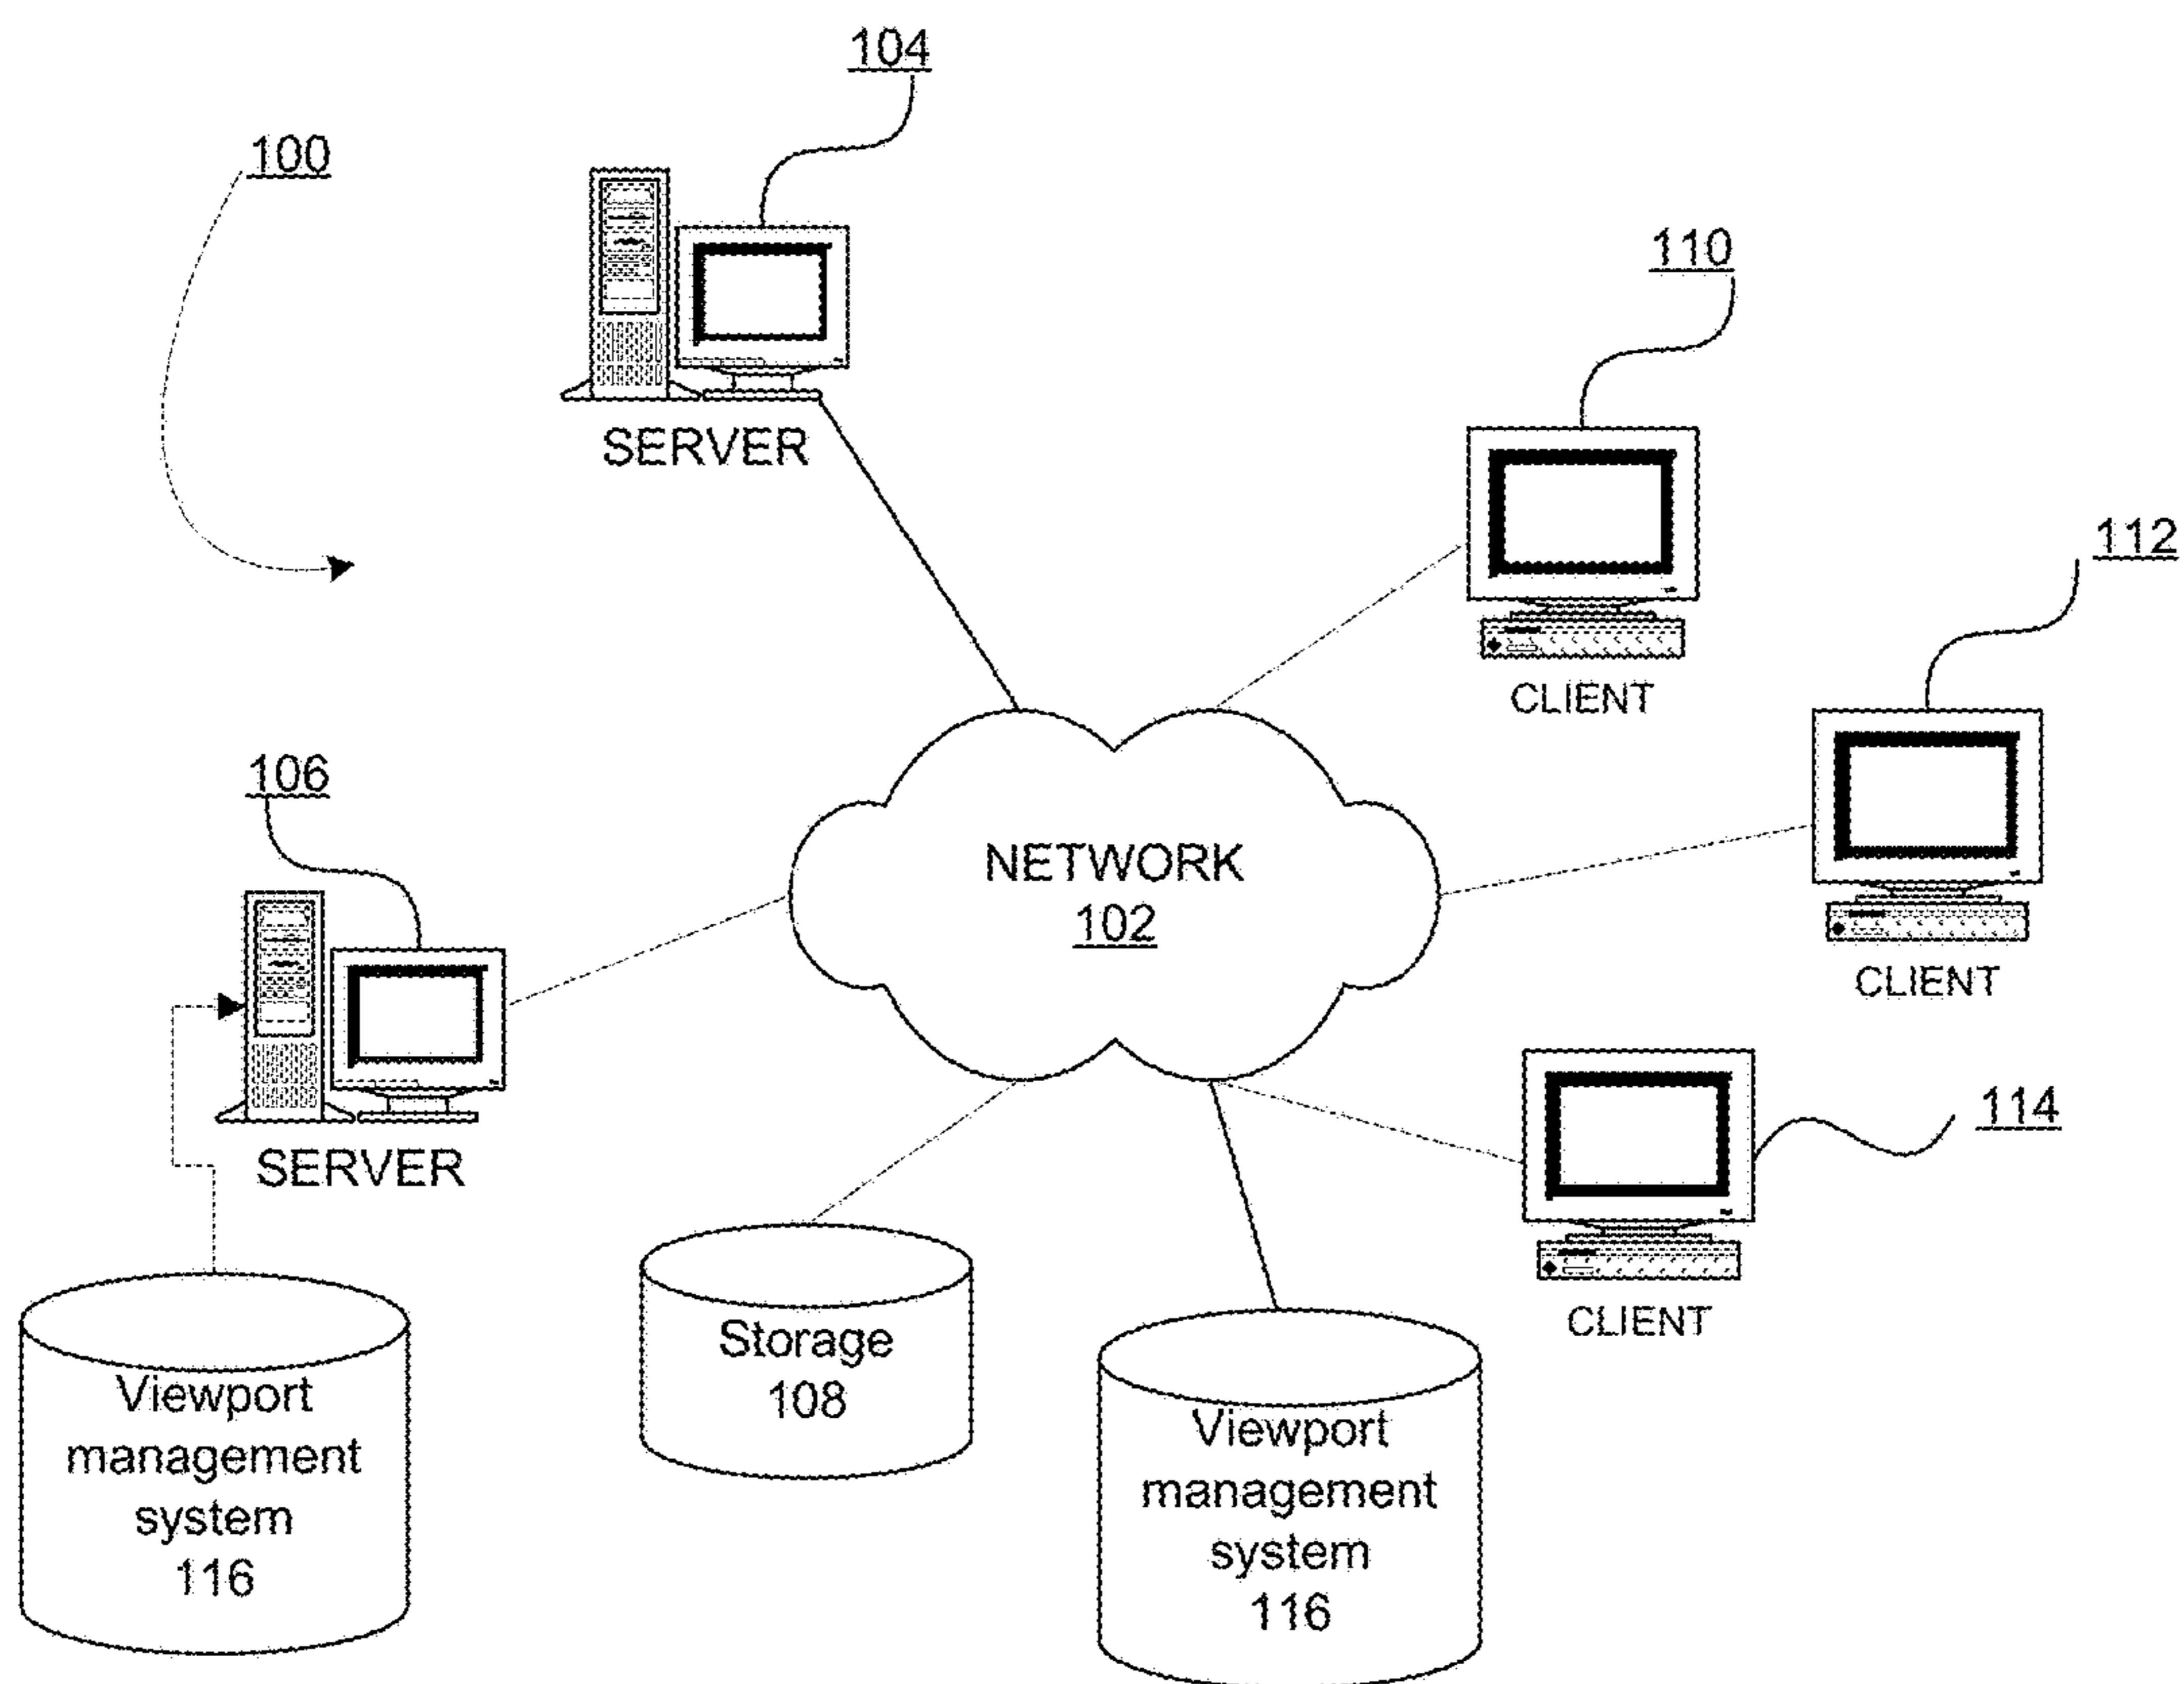 104
100
SERVER
110
CLIENT
112
CLIENT
106
SERVER
NETWORK
102
114
CLIENT
Storage
108
Viewport
management
system
116
Viewport
management
system
116